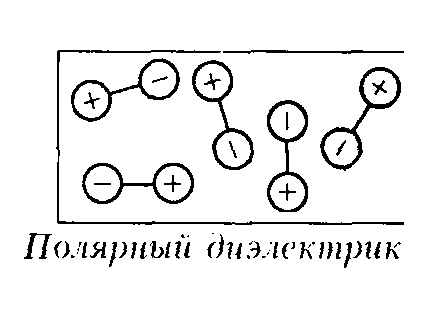 + − + − − + − + − +
Полярный диэлектрик